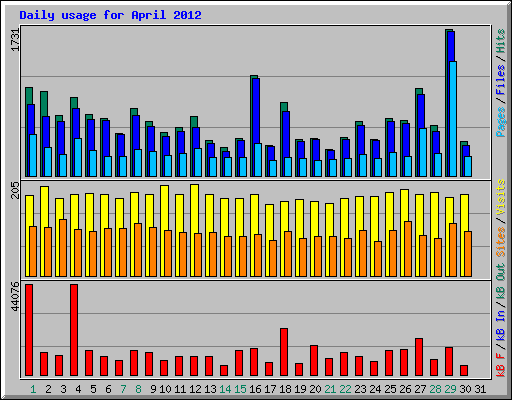 Daily usage for April 2012
1731
Pages / Files / Hits
205
Sites / Visits
44076
kB F / kB In / kB Out
1 2 3 4 5 6 7 8 9 10 11 12 13 14 15 16 17 18 19 20 21 22 23 24 25 26 27 28 29 30 31